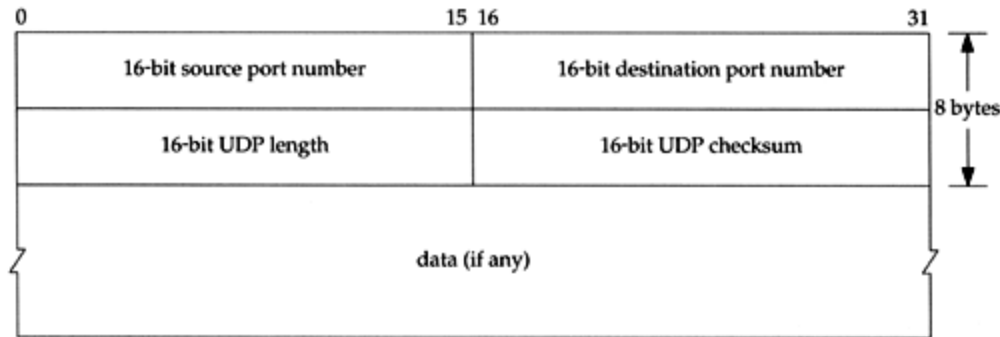 0 15 16 31
16-bit source port number 16-bit destination port number
8 bytes
16-bit UDP length 16-bit UDP checksum
data (if any)